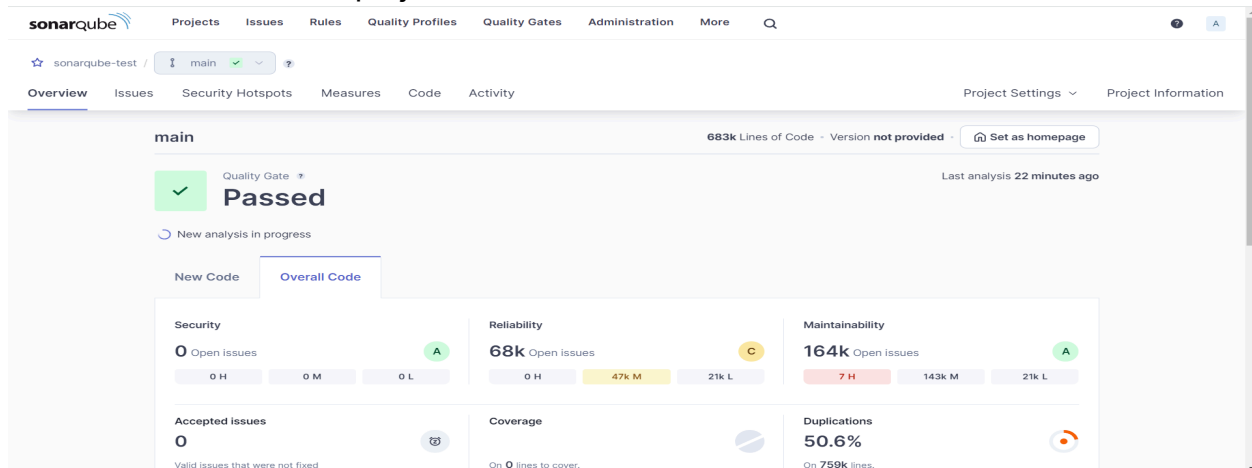 sonarqube Projects Issues Rules Quality Profiles Quality Gates Administration More ? A
sonarqube-test / main ?
Overview Issues Security Hotspots Measures Code Activity Project Settings Project Information
main 683k Lines of Code · Version not provided · Set as homepage
Quality Gate ? Last analysis 22 minutes ago
Passed
New analysis in progress
New Code Overall Code
Security Reliability Maintainability
0 Open issues A 68k Open issues C 164k Open issues A
0 H 0 M 0 L 0 H 47k M 21k L 7 H 143k M 21k L
Accepted issues Coverage Duplications
0 50.6%
Valid issues that were not fixed On 0 lines to cover. On 759k lines.